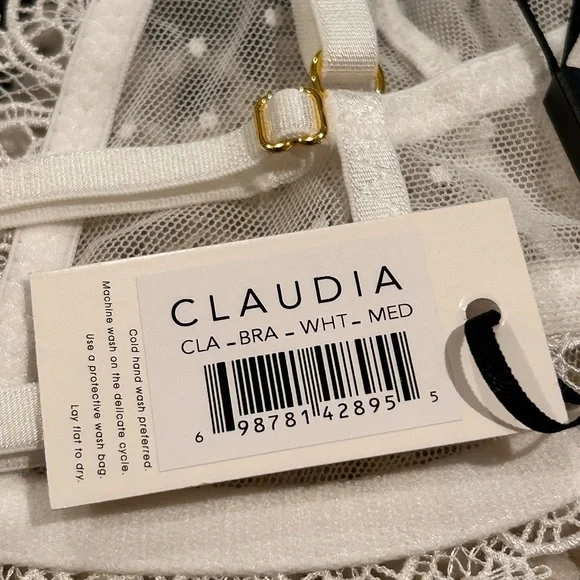 CLAUDIA
CLA-BRA-WHT-MED
6 98781 42895 5
Cold hand wash preferred.
Machine wash on the delicate cycle.
Use a protective wash bag.
Lay flat to dry.